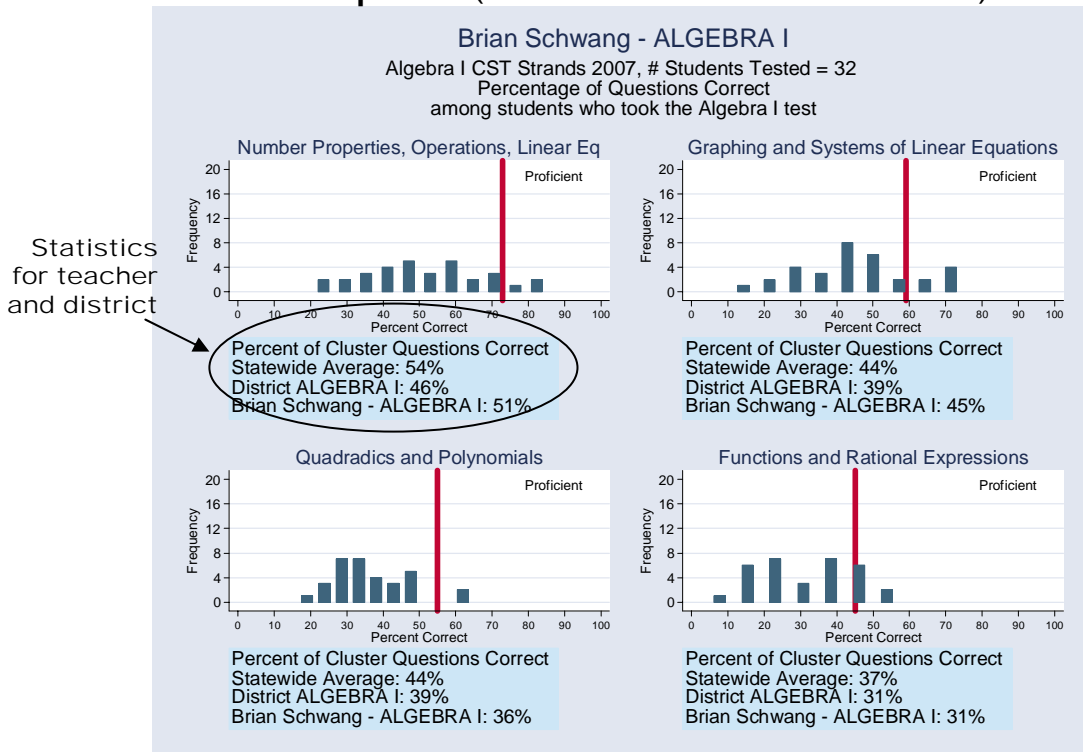 Brian Schwang - ALGEBRA I
Algebra I CST Strands 2007, # Students Tested = 32
Percentage of Questions Correct
among students who took the Algebra I test
Statistics
for teacher
and district
Number Properties, Operations, Linear Eq
Proficient
Frequency
20
16
12
8
4
0
0 10 20 30 40 50 60 70 80 90 100
Percent Correct
Percent of Cluster Questions Correct
Statewide Average: 54%
District ALGEBRA I: 46%
Brian Schwang - ALGEBRA I: 51%
Graphing and Systems of Linear Equations
Proficient
Frequency
20
16
12
8
4
0
0 10 20 30 40 50 60 70 80 90 100
Percent Correct
Percent of Cluster Questions Correct
Statewide Average: 44%
District ALGEBRA I: 39%
Brian Schwang - ALGEBRA I: 45%
Quadradics and Polynomials
Proficient
Frequency
20
16
12
8
4
0
0 10 20 30 40 50 60 70 80 90 100
Percent Correct
Percent of Cluster Questions Correct
Statewide Average: 44%
District ALGEBRA I: 39%
Brian Schwang - ALGEBRA I: 36%
Functions and Rational Expressions
Proficient
Frequency
20
16
12
8
4
0
0 10 20 30 40 50 60 70 80 90 100
Percent Correct
Percent of Cluster Questions Correct
Statewide Average: 37%
District ALGEBRA I: 31%
Brian Schwang - ALGEBRA I: 31%